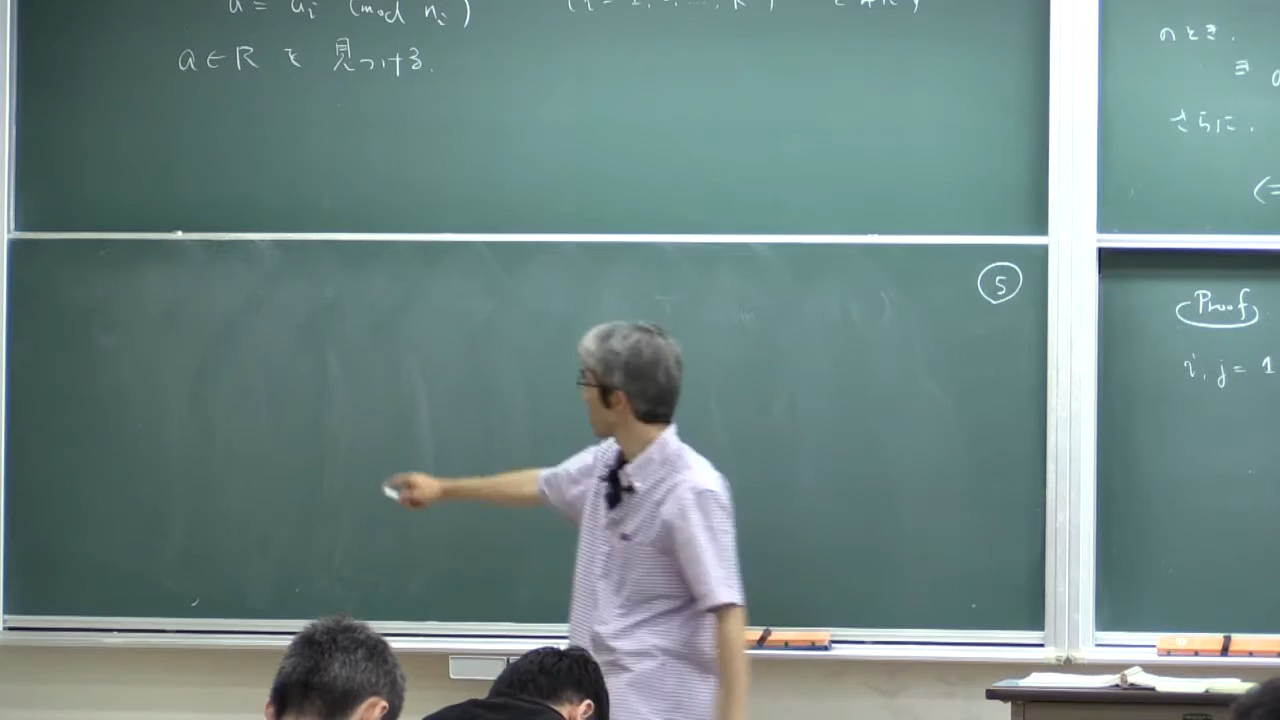 a ≡ a_i (mod n_i)
a ∈ R を 見つける.
⑤
のとき.
∃ a
さらに.
(=
Proof
i, j = 1